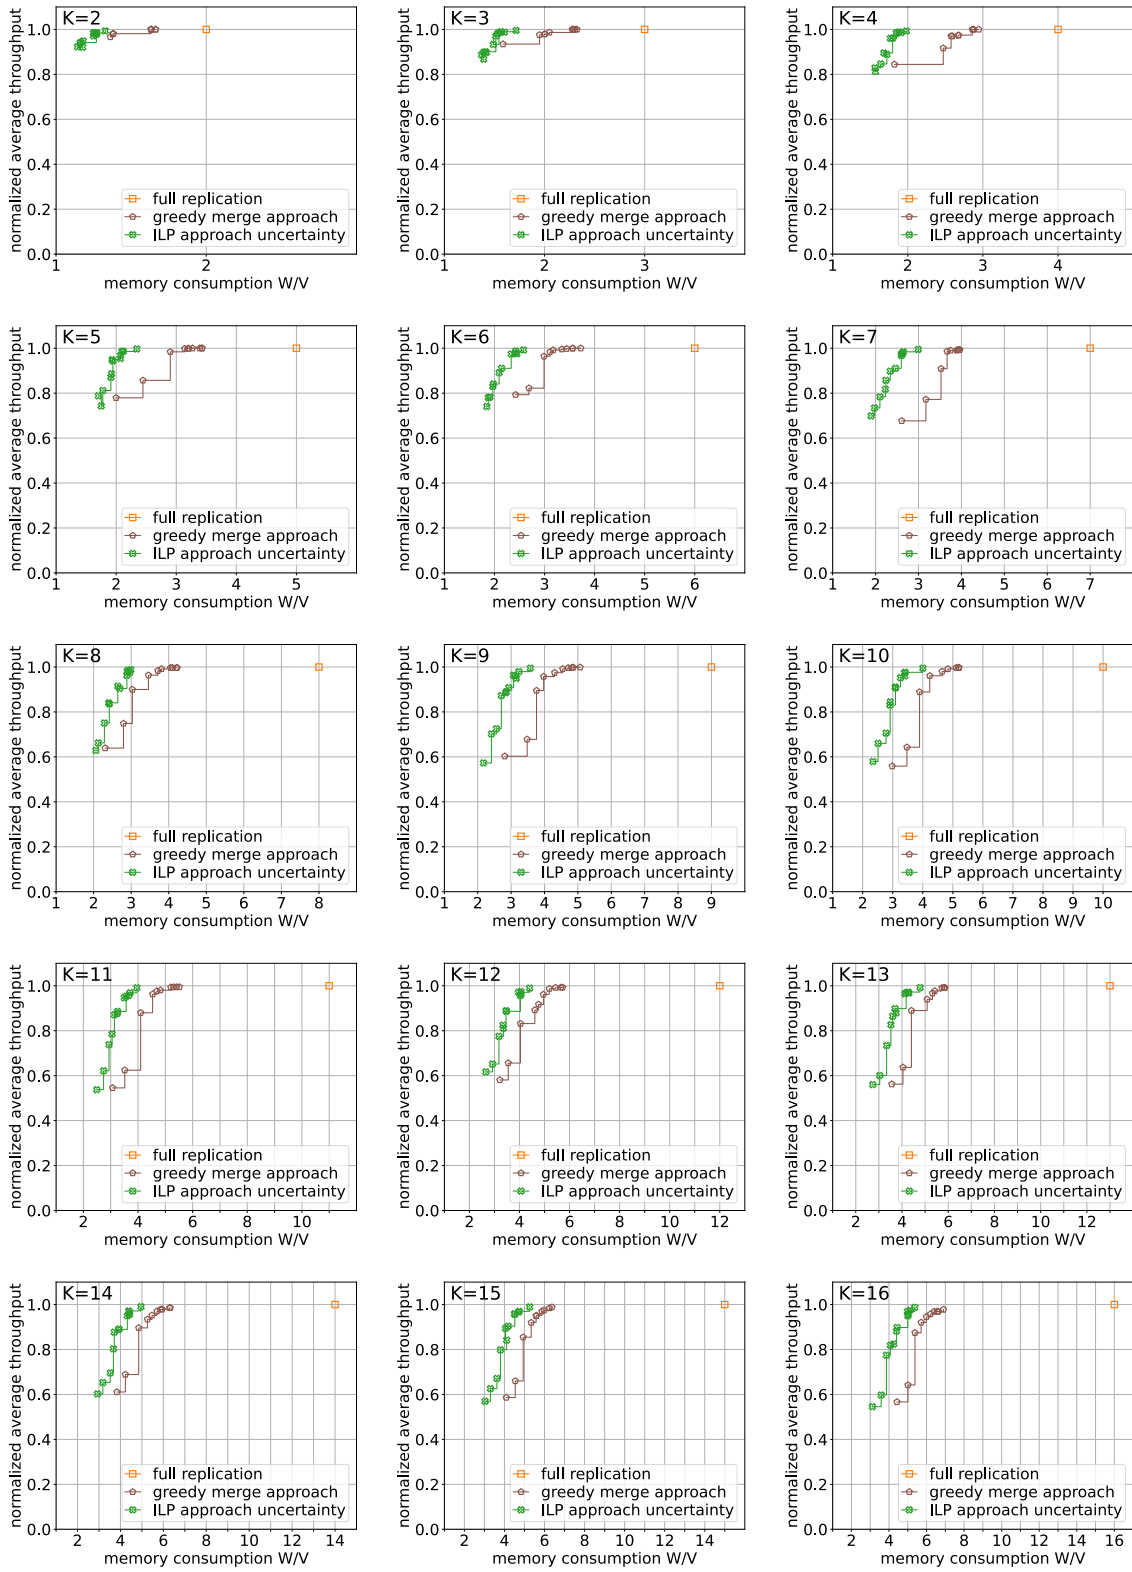 K=2
normalized average throughput
1.0
0.8
0.6
0.4
0.2
0.0
full replication
greedy merge approach
ILP approach uncertainty
1 2
memory consumption W/V
K=3
normalized average throughput
1.0
0.8
0.6
0.4
0.2
0.0
full replication
greedy merge approach
ILP approach uncertainty
1 2 3
memory consumption W/V
K=4
normalized average throughput
1.0
0.8
0.6
0.4
0.2
0.0
full replication
greedy merge approach
ILP approach uncertainty
1 2 3 4
memory consumption W/V
K=5
normalized average throughput
1.0
0.8
0.6
0.4
0.2
0.0
full replication
greedy merge approach
ILP approach uncertainty
1 2 3 4 5
memory consumption W/V
K=6
normalized average throughput
1.0
0.8
0.6
0.4
0.2
0.0
full replication
greedy merge approach
ILP approach uncertainty
1 2 3 4 5 6
memory consumption W/V
K=7
normalized average throughput
1.0
0.8
0.6
0.4
0.2
0.0
full replication
greedy merge approach
ILP approach uncertainty
1 2 3 4 5 6 7
memory consumption W/V
K=8
normalized average throughput
1.0
0.8
0.6
0.4
0.2
0.0
full replication
greedy merge approach
ILP approach uncertainty
1 2 3 4 5 6 7 8
memory consumption W/V
K=9
normalized average throughput
1.0
0.8
0.6
0.4
0.2
0.0
full replication
greedy merge approach
ILP approach uncertainty
1 2 3 4 5 6 7 8 9
memory consumption W/V
K=10
normalized average throughput
1.0
0.8
0.6
0.4
0.2
0.0
full replication
greedy merge approach
ILP approach uncertainty
1 2 3 4 5 6 7 8 9 10
memory consumption W/V
K=11
normalized average throughput
1.0
0.8
0.6
0.4
0.2
0.0
full replication
greedy merge approach
ILP approach uncertainty
2 4 6 8 10
memory consumption W/V
K=12
normalized average throughput
1.0
0.8
0.6
0.4
0.2
0.0
full replication
greedy merge approach
ILP approach uncertainty
2 4 6 8 10 12
memory consumption W/V
K=13
normalized average throughput
1.0
0.8
0.6
0.4
0.2
0.0
full replication
greedy merge approach
ILP approach uncertainty
2 4 6 8 10 12
memory consumption W/V
K=14
normalized average throughput
1.0
0.8
0.6
0.4
0.2
0.0
full replication
greedy merge approach
ILP approach uncertainty
2 4 6 8 10 12 14
memory consumption W/V
K=15
normalized average throughput
1.0
0.8
0.6
0.4
0.2
0.0
full replication
greedy merge approach
ILP approach uncertainty
2 4 6 8 10 12 14
memory consumption W/V
K=16
normalized average throughput
1.0
0.8
0.6
0.4
0.2
0.0
full replication
greedy merge approach
ILP approach uncertainty
2 4 6 8 10 12 14 16
memory consumption W/V